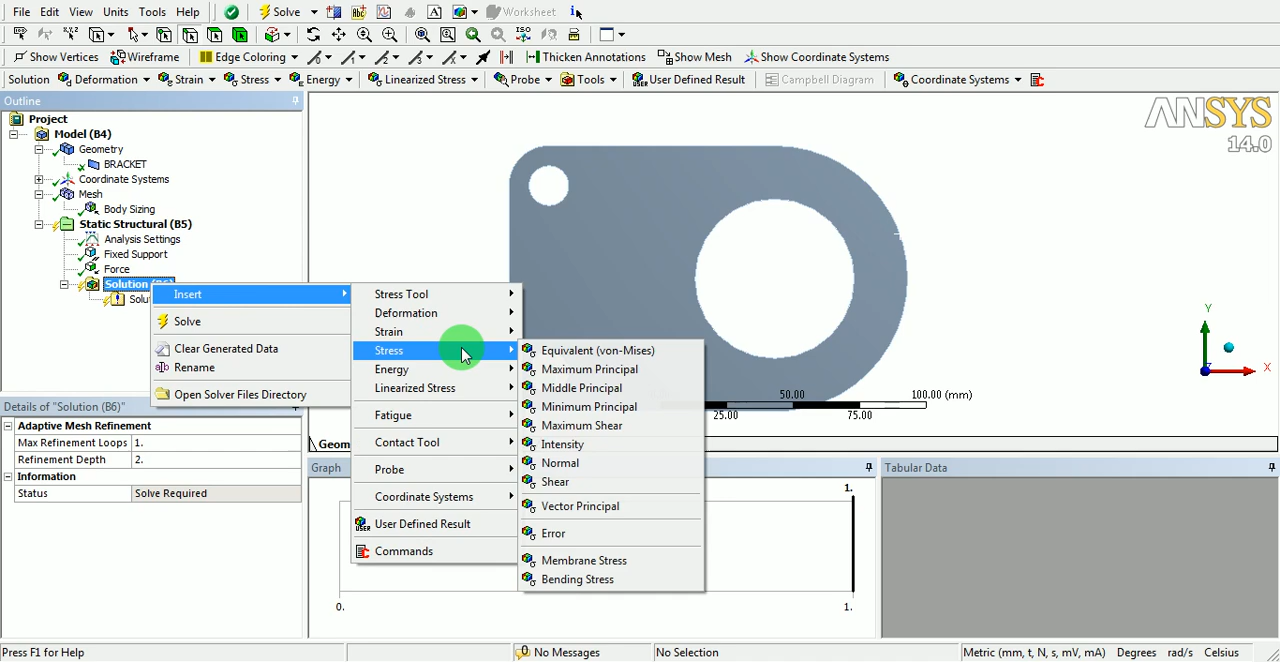 File Edit View Units Tools Help Solve Worksheet
Show Vertices Wireframe Edge Coloring Thicken Annotations Show Mesh Show Coordinate Systems
Solution Deformation Strain Stress Energy Linearized Stress Probe Tools User Defined Result Campbell Diagram Coordinate Systems
Outline
Project
Model (B4)
Geometry
BRACKET
Coordinate Systems
Mesh
Body Sizing
Static Structural (B5)
Analysis Settings
Fixed Support
Force
Solution
Solut
Insert
Solve
Clear Generated Data
Rename
Open Solver Files Directory
Stress Tool
Deformation
Strain
Stress
Energy
Linearized Stress
Fatigue
Contact Tool
Probe
Coordinate Systems
User Defined Result
Commands
Equivalent (von-Mises)
Maximum Principal
Middle Principal
Minimum Principal
Maximum Shear
Intensity
Normal
Shear
Vector Principal
Error
Membrane Stress
Bending Stress
ANSYS
14.0
Y
X
50.00 100.00 (mm)
25.00 75.00
Details of "Solution (B6)"
Adaptive Mesh Refinement
Max Refinement Loops 1.
Refinement Depth 2.
Information
Status Solve Required
Geom
Graph
1.
0. 1.
Tabular Data
Press F1 for Help No Messages No Selection Metric (mm, t, N, s, mV, mA) Degrees rad/s Celsius